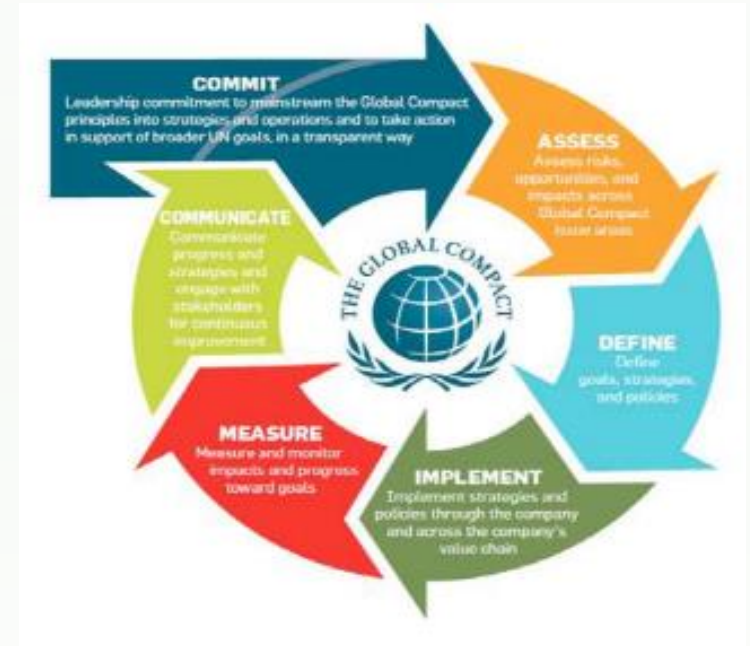 COMMIT
Leadership commitment to mainstream the Global Compact
principles into strategies and operations and to take action
in support of broader UN goals, in a transparent way
ASSESS
Assess risks,
opportunities, and
impacts across
Global Compact
issue areas
DEFINE
Define
goals, strategies,
and policies
IMPLEMENT
Implement strategies and
policies through the company
and across the company's
value chain
MEASURE
Measure and monitor
impacts and progress
toward goals
COMMUNICATE
Communicate
progress and
strategies and
engage with
stakeholders
for continuous
improvement
THE GLOBAL COMPACT